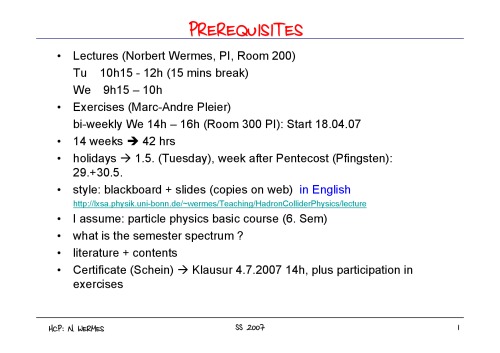 PREREQUISITES
• Lectures (Norbert Wermes, PI, Room 200)
Tu 10h15 - 12h (15 mins break)
We 9h15 – 10h
• Exercises (Marc-Andre Pleier)
bi-weekly We 14h – 16h (Room 300 PI): Start 18.04.07
• 14 weeks ➔ 42 hrs
• holidays → 1.5. (Tuesday), week after Pentecost (Pfingsten):
29.+30.5.
• style: blackboard + slides (copies on web) in English
http://lxsa.physik.uni-bonn.de/~wermes/Teaching/HadronColliderPhysics/lecture
• I assume: particle physics basic course (6. Sem)
• what is the semester spectrum ?
• literature + contents
• Certificate (Schein) → Klausur 4.7.2007 14h, plus participation in
exercises
HCP: N. WERMES SS 2007 1